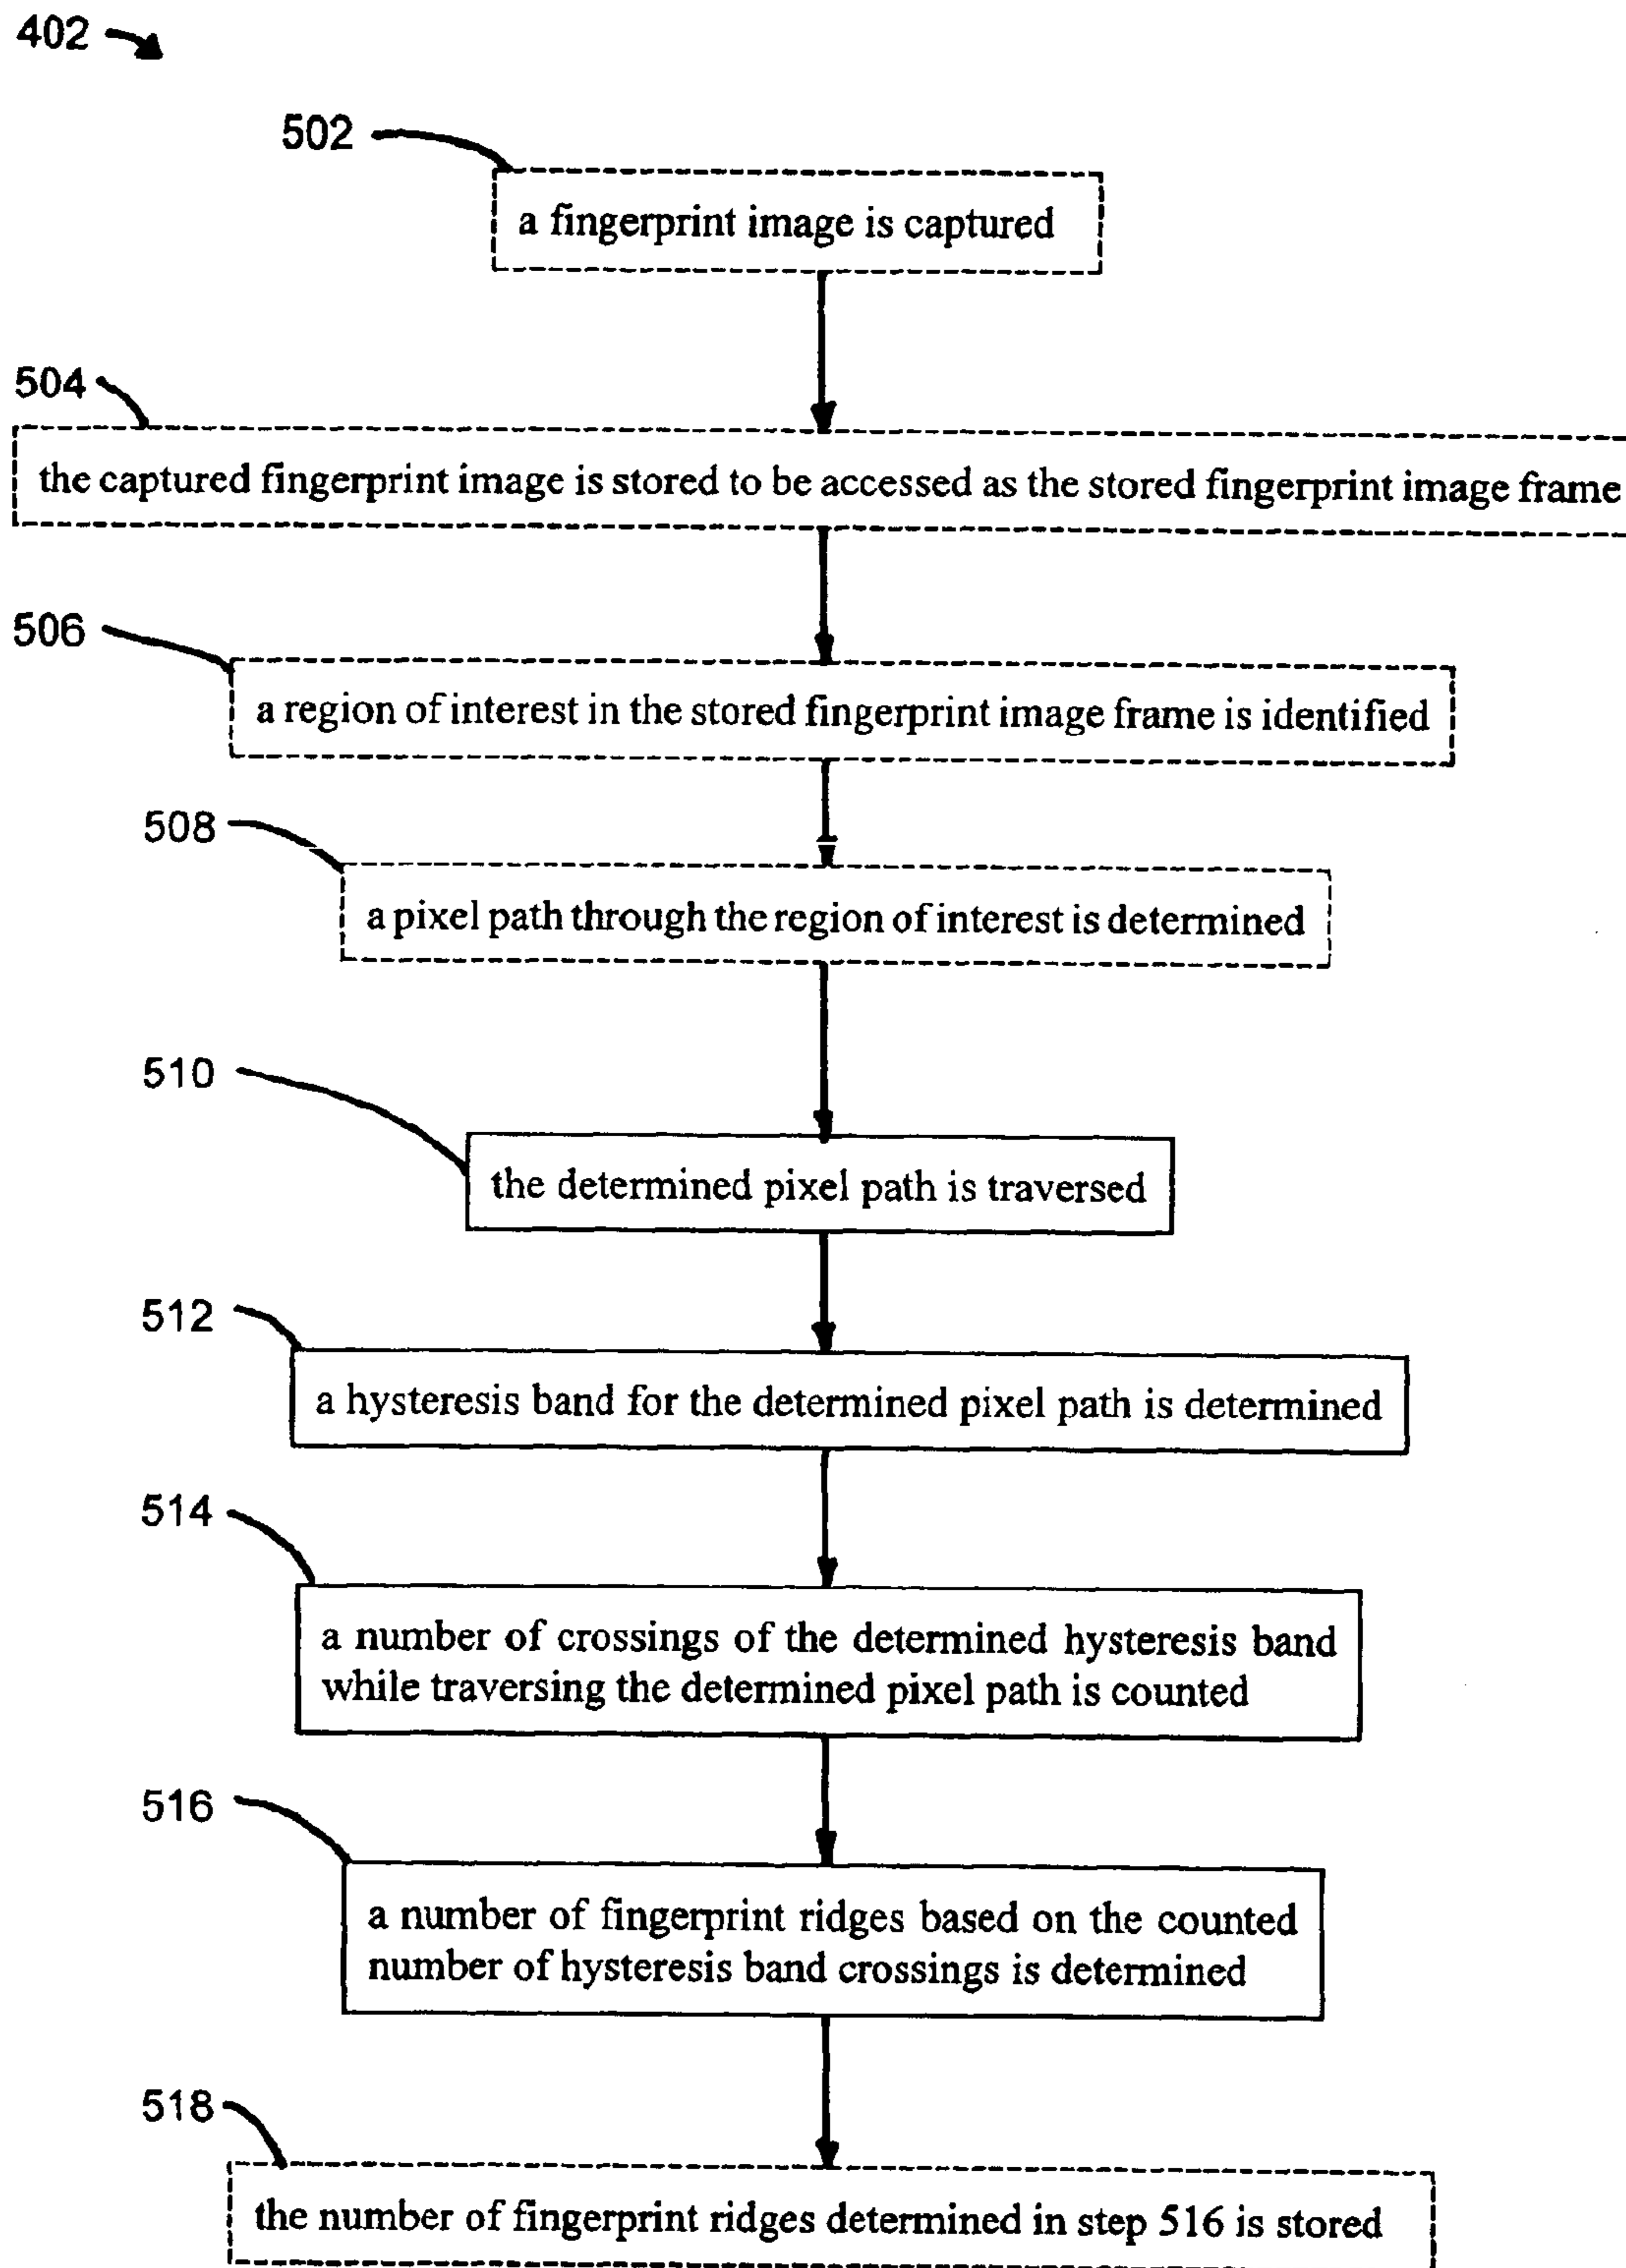 402
502
a fingerprint image is captured
504
the captured fingerprint image is stored to be accessed as the stored fingerprint image frame
506
a region of interest in the stored fingerprint image frame is identified
508
a pixel path through the region of interest is determined
510
the determined pixel path is traversed
512
a hysteresis band for the determined pixel path is determined
514
a number of crossings of the determined hysteresis band
while traversing the determined pixel path is counted
516
a number of fingerprint ridges based on the counted
number of hysteresis band crossings is determined
518
the number of fingerprint ridges determined in step 516 is stored